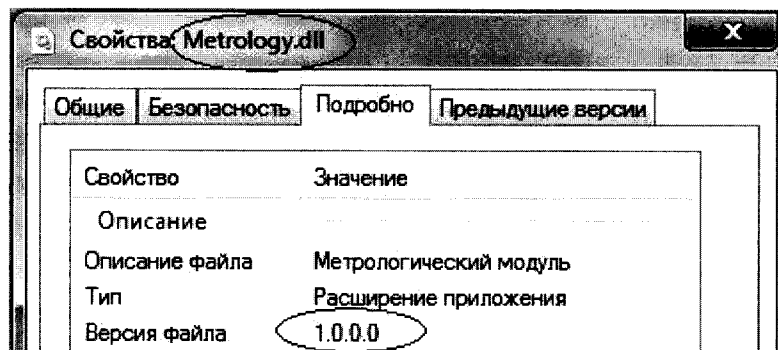 Свойства: Metrology.dll
Общие Безопасность Подробно Предыдущие версии
Свойство Значение
Описание
Описание файла Метрологический модуль
Тип Расширение приложения
Версия файла 1.0.0.0